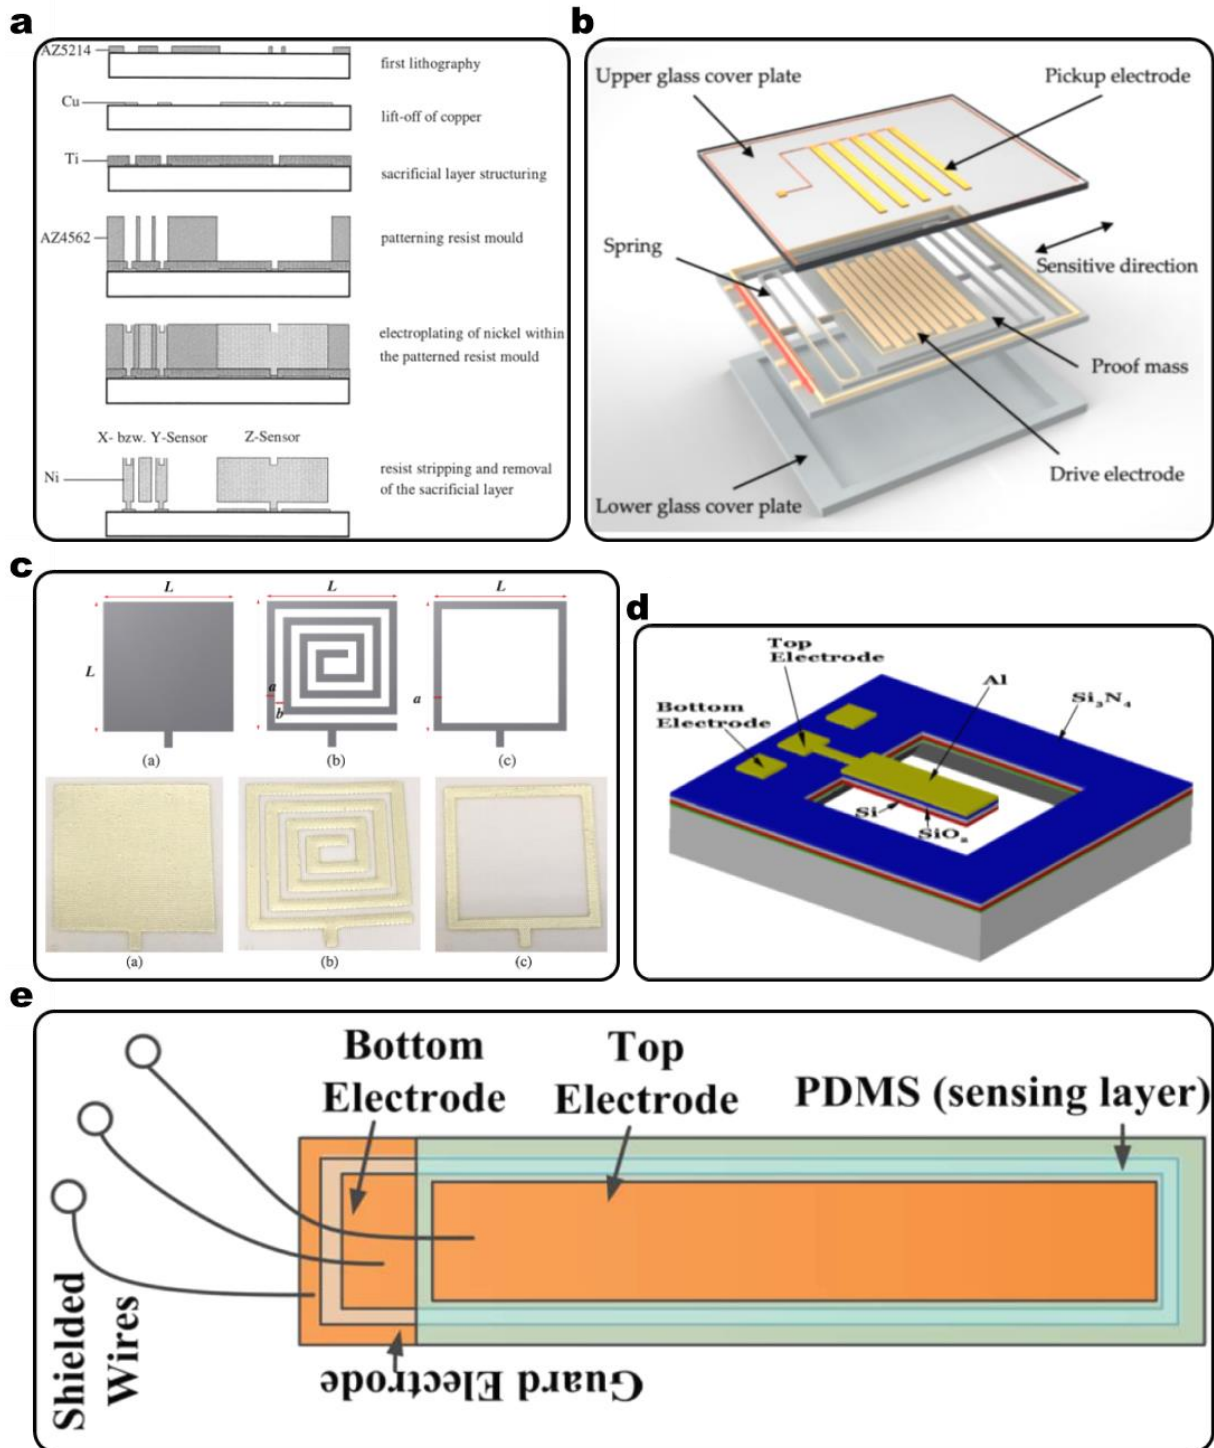 a
AZ5214
first lithography
Cu
lift-off of copper
Ti
sacrificial layer structuring
AZ4562
patterning resist mould
electroplating of nickel within
the patterned resist mould
X- bzw. Y-Sensor
Z-Sensor
Ni
resist stripping and removal
of the sacrificial layer
b
Upper glass cover plate
Pickup electrode
Spring
Sensitive direction
Proof mass
Drive electrode
Lower glass cover plate
c
L
L
L
L
a
b
a
(a)
(b)
(c)
(a)
(b)
(c)
d
Top
Electrode
Al
Si₃N₄
Bottom
Electrode
Si
SiO₂
e
Bottom
Electrode
Top
Electrode
PDMS (sensing layer)
Shielded
Wires
Guard Electrode